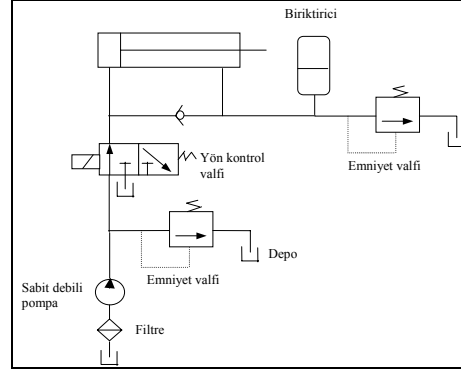 Biriktirici
Yön kontrol
valfi
Emniyet valfi
Depo
Sabit debili
pompa
Emniyet valfi
Filtre